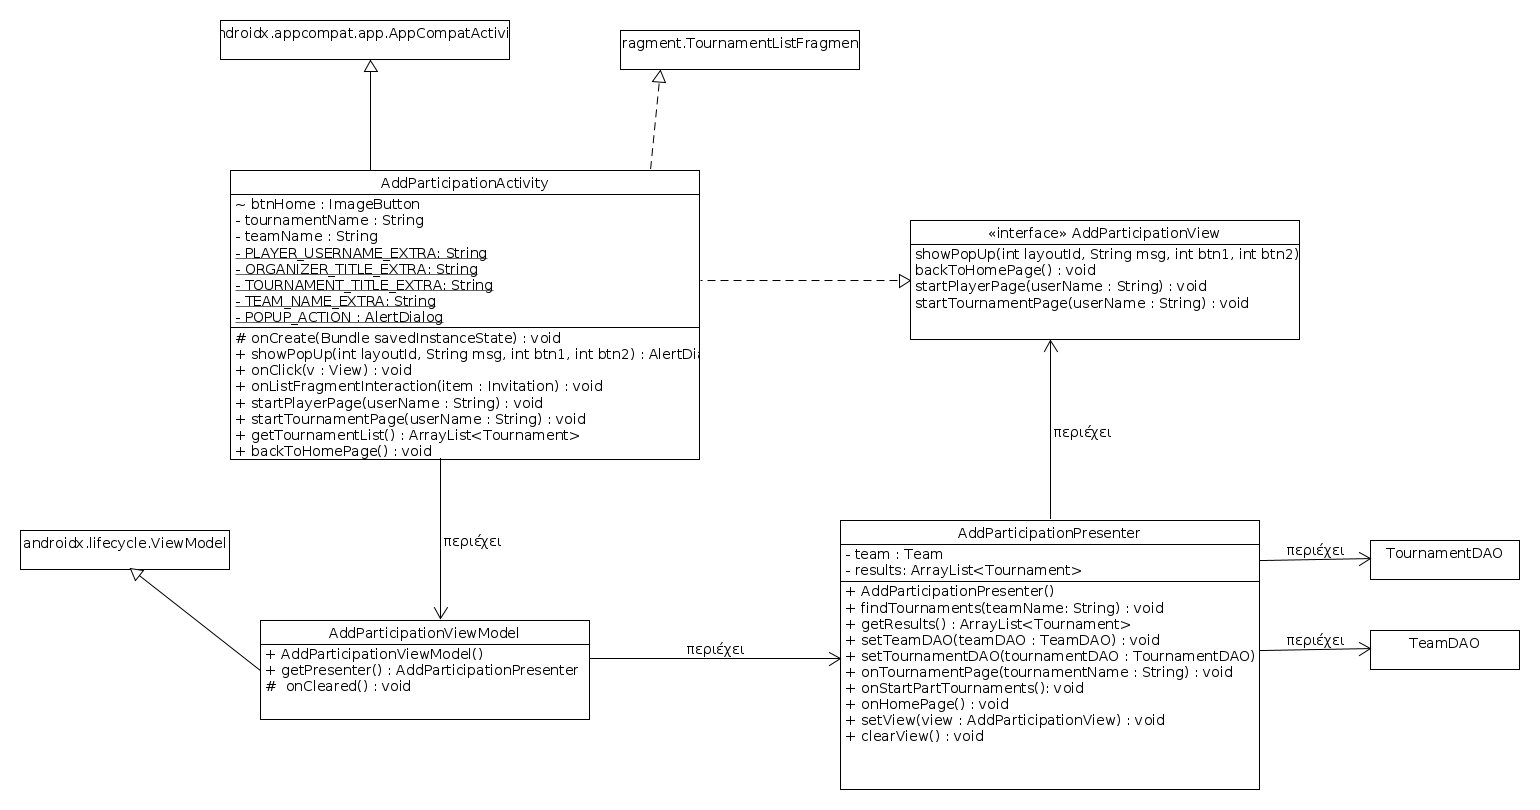 ndroidx.appcompat.app.AppCompatActivi
ragment.TournamentListFragmen
AddParticipationActivity
~ btnHome : ImageButton
- tournamentName : String
- teamName : String
- PLAYER_USERNAME_EXTRA: String
- ORGANIZER_TITLE_EXTRA: String
- TOURNAMENT_TITLE_EXTRA: String
- TEAM_NAME_EXTRA: String
- POPUP_ACTION : AlertDialog
# onCreate(Bundle savedInstanceState) : void
+ showPopUp(int layoutId, String msg, int btn1, int btn2) : AlertDi
+ onClick(v : View) : void
+ onListFragmentInteraction(item : Invitation) : void
+ startPlayerPage(userName : String) : void
+ startTournamentPage(userName : String) : void
+ getTournamentList() : ArrayList<Tournament>
+ backToHomePage() : void
«interface» AddParticipationView
showPopUp(int layoutId, String msg, int btn1, int btn2)
backToHomePage() : void
startPlayerPage(userName : String) : void
startTournamentPage(userName : String) : void
περιέχει
περιέχει
androidx.lifecycle.ViewModel
AddParticipationViewModel
+ AddParticipationViewModel()
+ getPresenter() : AddParticipationPresenter
# onCleared() : void
περιέχει
AddParticipationPresenter
- team : Team
- results: ArrayList<Tournament>
+ AddParticipationPresenter()
+ findTournaments(teamName: String) : void
+ getResults() : ArrayList<Tournament>
+ setTeamDAO(teamDAO : TeamDAO) : void
+ setTournamentDAO(tournamentDAO : TournamentDAO)
+ onTournamentPage(tournamentName : String) : void
+ onStartPartTournaments(): void
+ onHomePage() : void
+ setView(view : AddParticipationView) : void
+ clearView() : void
περιέχει
TournamentDAO
περιέχει
TeamDAO